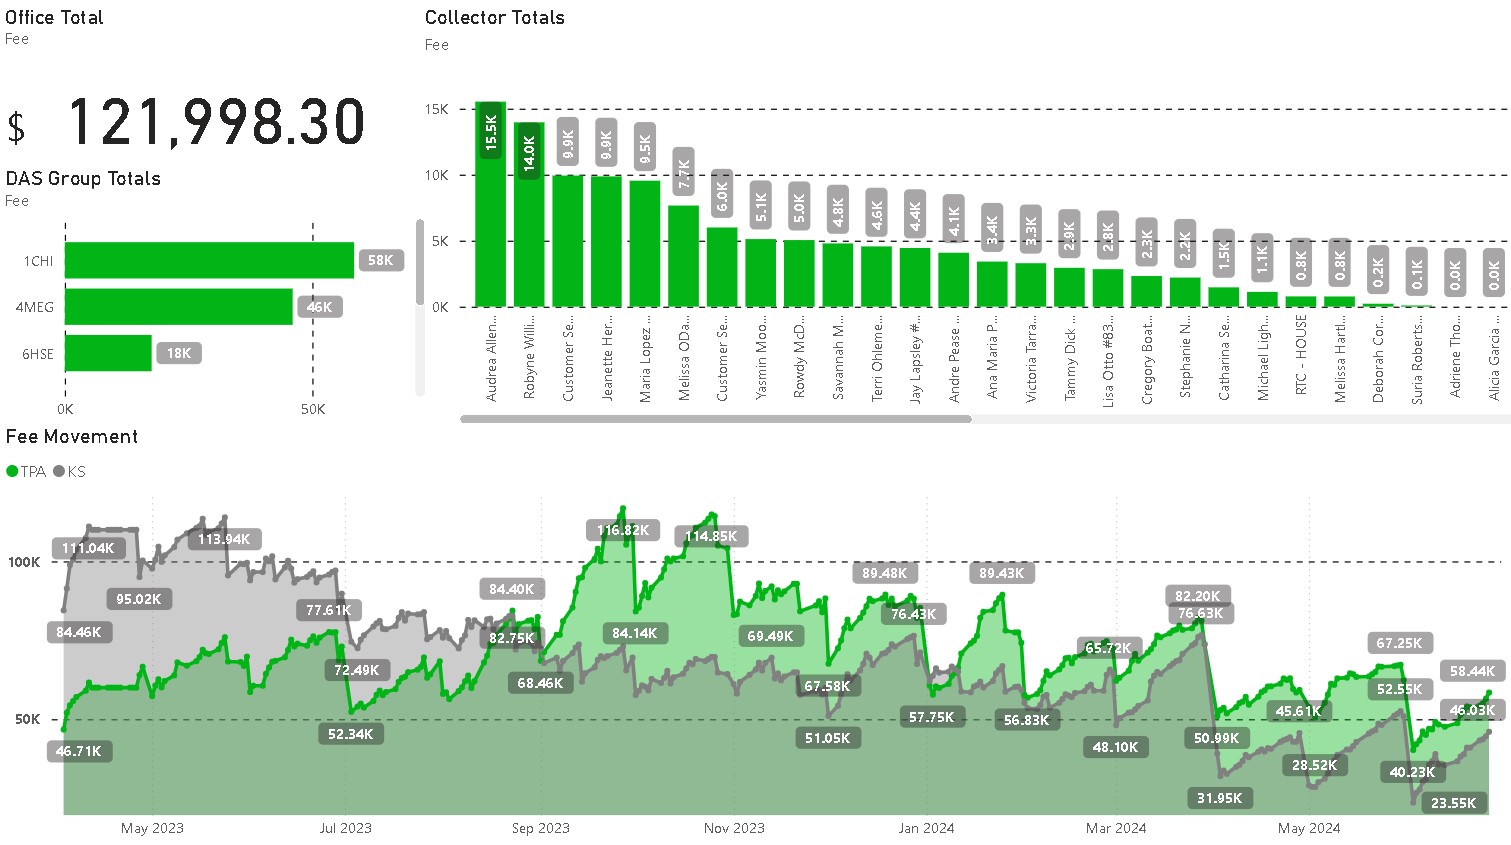 Office Total
Fee
$ 121,998.30
DAS Group Totals
Fee
1CHI
58K
4MEG
46K
6HSE
18K
0K
50K
Collector Totals
Fee
15K
10K
5K
0K
15.5K
14.0K
9.9K
9.9K
9.5K
7.7K
6.0K
5.1K
5.0K
4.8K
4.6K
4.4K
4.1K
3.4K
3.3K
2.9K
2.8K
2.3K
2.2K
1.5K
1.1K
0.8K
0.8K
0.2K
0.1K
0.0K
0.0K
Audrea Allen...
Robyne Willi...
Customer Se...
Jeanette Her...
Maria Lopez ...
Melissa ODa...
Customer Se...
Yasmin Moo...
Rowdy McD...
Savannah M...
Terri Ohleme...
Jay Lapsley #...
Andre Pease ...
Ana Maria P...
Victoria Tarra...
Tammy Dick ...
Lisa Otto #83...
Gregory Boat...
Stephanie N...
Catharina Se...
Michael Ligh...
RTC - HOUSE
Melissa Hartl...
Deborah Cor...
Suria Roberts...
Adriene Tho...
Alicia Garcia ...
Fee Movement
TPA KS
100K
50K
111.04K
95.02K
84.46K
46.71K
113.94K
77.61K
72.49K
52.34K
84.40K
82.75K
68.46K
116.82K
84.14K
114.85K
69.49K
67.58K
51.05K
89.48K
76.43K
57.75K
89.43K
56.83K
65.72K
48.10K
82.20K
76.63K
50.99K
31.95K
45.61K
28.52K
67.25K
52.55K
40.23K
23.55K
58.44K
46.03K
May 2023
Jul 2023
Sep 2023
Nov 2023
Jan 2024
Mar 2024
May 2024